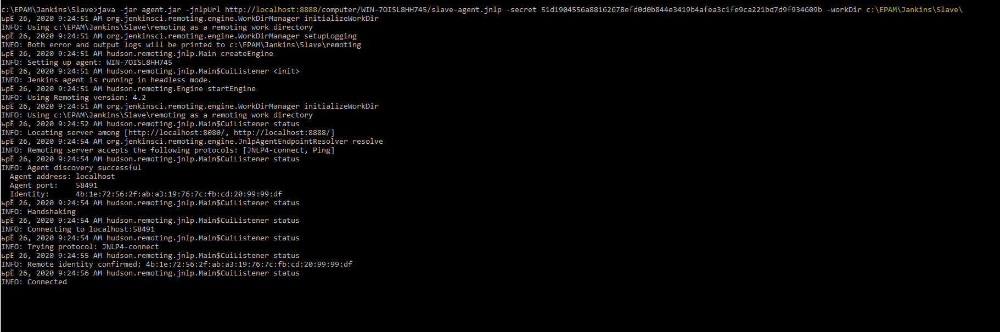 c:\EPAM\Jankins\Slave>java -jar agent.jar -jnlpUrl http://localhost:8888/computer/WIN-7OISL8HH745/slave-agent.jnlp -secret 51d1904556a88162678efd0d0b844e3419b4afea3c1fe9ca221bd7d9f934609b -workDir c:\EPAM\Jankins\Slave\
ьрЁ 26, 2020 9:24:51 AM org.jenkinsci.remoting.engine.WorkDirManager initializeWorkDir
INFO: Using c:\EPAM\Jankins\Slave\remoting as a remoting work directory
ьрЁ 26, 2020 9:24:51 AM org.jenkinsci.remoting.engine.WorkDirManager setupLogging
INFO: Both error and output logs will be printed to c:\EPAM\Jankins\Slave\remoting
ьрЁ 26, 2020 9:24:51 AM hudson.remoting.jnlp.Main createEngine
INFO: Setting up agent: WIN-7OISL8HH745
ьрЁ 26, 2020 9:24:51 AM hudson.remoting.jnlp.Main$CuiListener <init>
INFO: Jenkins agent is running in headless mode.
ьрЁ 26, 2020 9:24:51 AM hudson.remoting.Engine startEngine
INFO: Using Remoting version: 4.2
ьрЁ 26, 2020 9:24:51 AM org.jenkinsci.remoting.engine.WorkDirManager initializeWorkDir
INFO: Using c:\EPAM\Jankins\Slave\remoting as a remoting work directory
ьрЁ 26, 2020 9:24:52 AM hudson.remoting.jnlp.Main$CuiListener status
INFO: Locating server among [http://localhost:8080/, http://localhost:8888/]
ьрЁ 26, 2020 9:24:54 AM org.jenkinsci.remoting.engine.JnlpAgentEndpointResolver resolve
INFO: Remoting server accepts the following protocols: [JNLP4-connect, Ping]
ьрЁ 26, 2020 9:24:54 AM hudson.remoting.jnlp.Main$CuiListener status
INFO: Agent discovery successful
  Agent address: localhost
  Agent port:    58491
  Identity:      4b:1e:72:56:2f:ab:a3:19:76:7c:fb:cd:20:99:99:df
ьрЁ 26, 2020 9:24:54 AM hudson.remoting.jnlp.Main$CuiListener status
INFO: Handshaking
ьрЁ 26, 2020 9:24:54 AM hudson.remoting.jnlp.Main$CuiListener status
INFO: Connecting to localhost:58491
ьрЁ 26, 2020 9:24:54 AM hudson.remoting.jnlp.Main$CuiListener status
INFO: Trying protocol: JNLP4-connect
ьрЁ 26, 2020 9:24:55 AM hudson.remoting.jnlp.Main$CuiListener status
INFO: Remote identity confirmed: 4b:1e:72:56:2f:ab:a3:19:76:7c:fb:cd:20:99:99:df
ьрЁ 26, 2020 9:24:56 AM hudson.remoting.jnlp.Main$CuiListener status
INFO: Connected